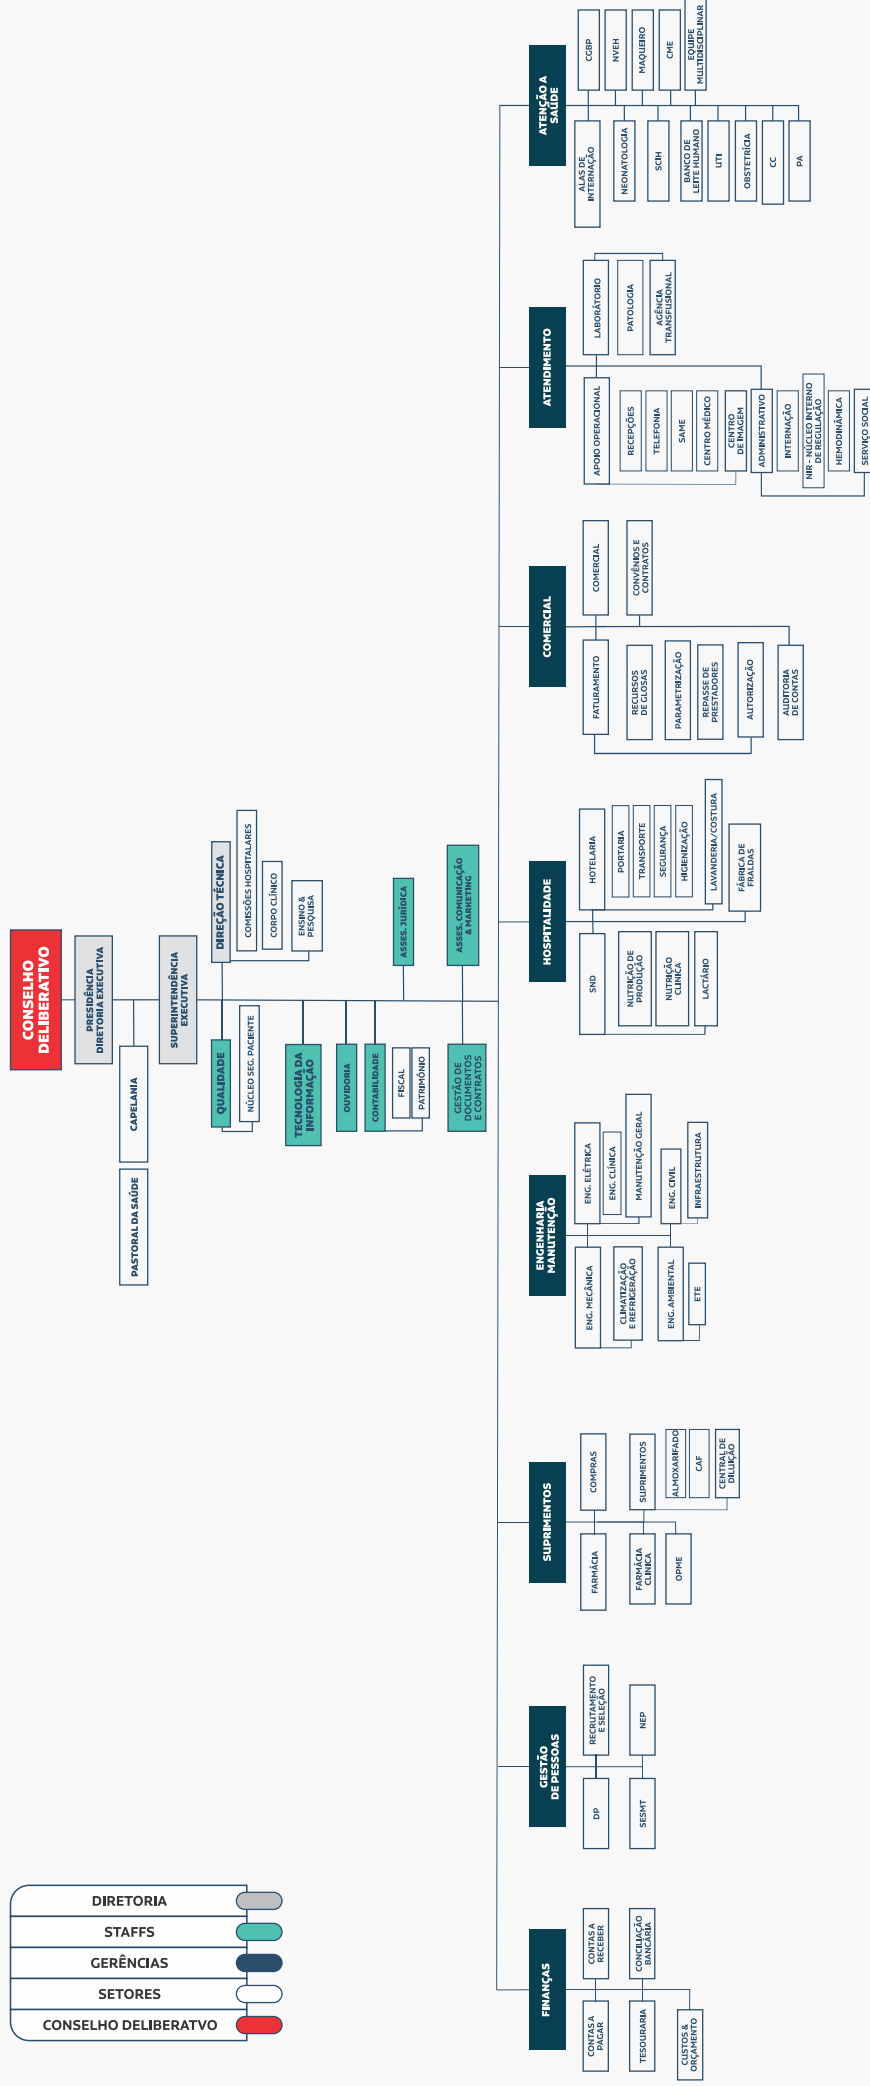 CONSELHO
DELIBERATIVO
PRESIDÊNCIA
DIRETORIA EXECUTIVA
CAPELANIA
PASTORAL DA SAÚDE
SUPERINTENDÊNCIA
EXECUTIVA
DIREÇÃO TÉCNICA
COMISSÕES HOSPITALARES
CORPO CLÍNICO
ENSINO &
PESQUISA
QUALIDADE
NÚCLEO SEG. PACIENTE
TECNOLOGIA DA
INFORMAÇÃO
OUVIDORIA
CONTABILIDADE
FISCAL
PATRIMÔNIO
ASSES. JURÍDICA
GESTÃO DE
DOCUMENTOS
E CONTRATOS
ASSES. COMUNICAÇÃO
& MARKETING
DIRETORIA
STAFFS
GERÊNCIAS
SETORES
CONSELHO DELIBERATVO
FINANÇAS
CONTAS A
PAGAR
CONTAS A
RECEBER
TESOURARIA
CONCILIAÇÃO
BANCÁRIA
CUSTOS &
ORÇAMENTO
GESTÃO
DE PESSOAS
DP
RECRUTAMENTO
E SELEÇÃO
SESMT
NEP
SUPRIMENTOS
FARMÁCIA
COMPRAS
FARMÁCIA
CLINICA
SUPRIMENTOS
OPME
ALMOXARIFADO
CAF
CENTRAL DE
DILUIÇÃO
ENGENHARIA
MANUTENÇÃO
ENG. MECÂNICA
CLIMATIZAÇÃO
E REFRIGERAÇÃO
ENG. ELÉTRICA
ENG. CLÍNICA
MANUTENÇÃO GERAL
ENG. AMBIENTAL
ETE
ENG. CIVIL
INFRAESTRUTURA
HOSPITALIDADE
SND
NUTRIÇÃO DE
PRODUÇÃO
NUTRIÇÃO
CLINICA
LACTÁRIO
HOTELARIA
PORTARIA
TRANSPORTE
SEGURANÇA
HIGIENIZAÇÃO
LAVANDERIA/COSTURA
FÁBRICA DE
FRALDAS
COMERCIAL
FATURAMENTO
RECURSOS
DE GLOSAS
PARAMETRIZAÇÃO
REPASSE DE
PRESTADORES
AUTORIZAÇÃO
AUDITORIA
DE CONTAS
COMERCIAL
CONVÊNIOS E
CONTRATOS
ATENDIMENTO
APOIO OPERACIONAL
RECEPÇÕES
TELEFONIA
SAME
CENTRO MÉDICO
CENTRO
DE IMAGEM
LABORÁTORIO
PATOLOGIA
AGÊNCIA
TRANSFUSIONAL
ADMINISTRATIVO
INTERNAÇÃO
NIR - NÚCLEO INTERNO
DE REGULAÇÃO
HEMODINÂMICA
SERVIÇO SOCIAL
ATENÇÃO A
SAÚDE
ALAS DE
INTERNAÇÃO
NEONATOLOGIA
SCIH
BANCO DE
LEITE HUMANO
UTI
OBSTETRÍCIA
CC
PA
CGBP
NVEH
MAQUEIRO
CME
EQUIPE
MULTIDISCIPLINAR